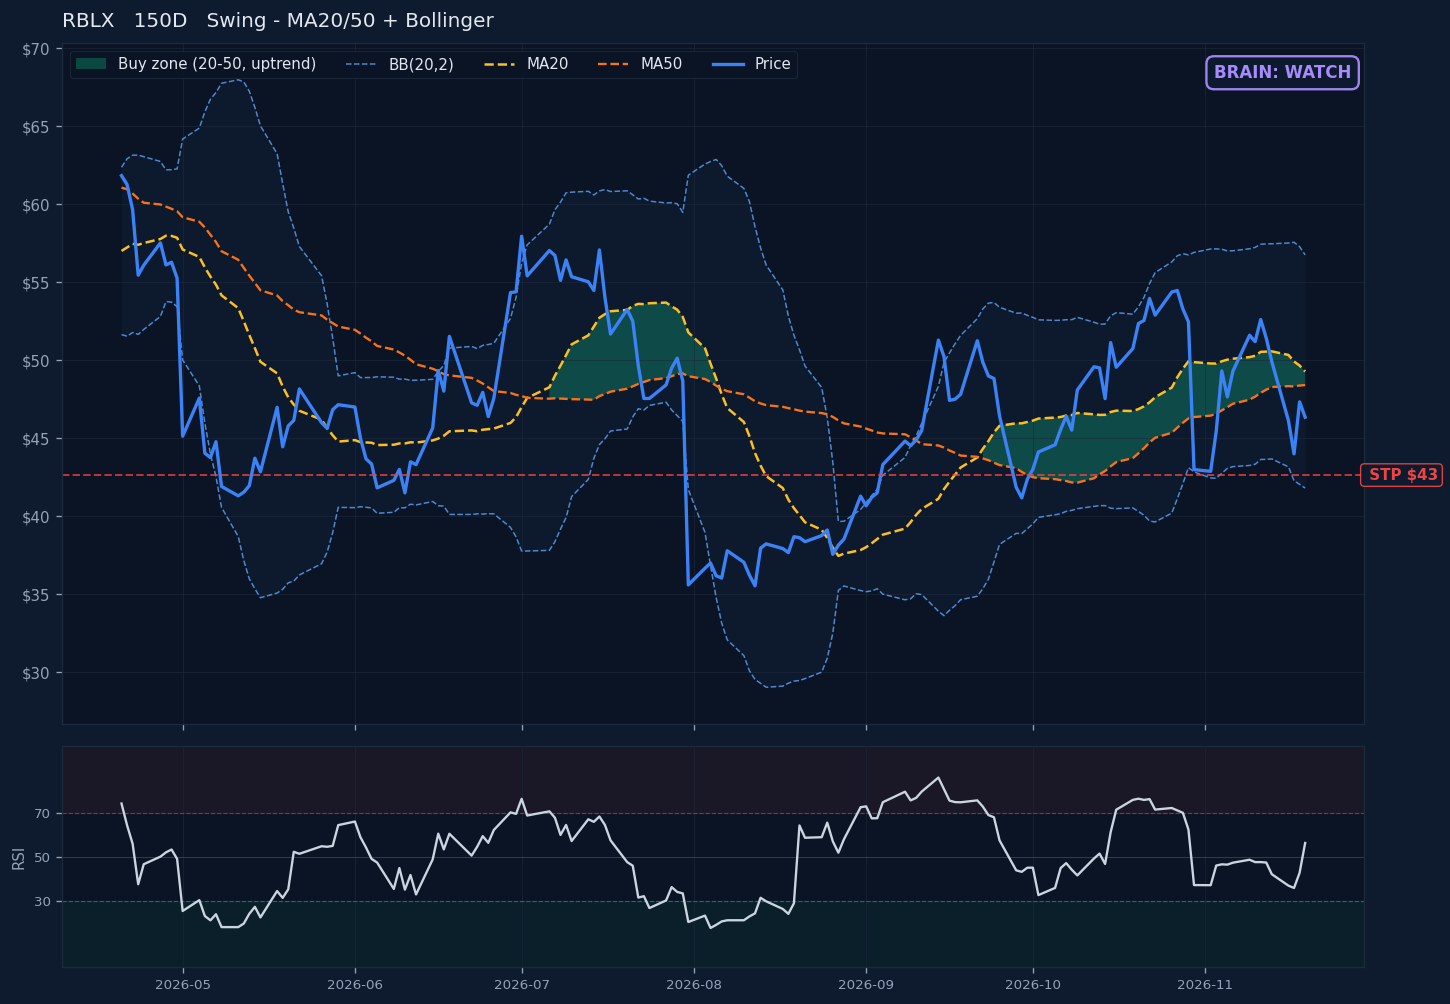 RBLX   150D   Swing - MA20/50 + Bollinger
$70
Buy zone (20-50, uptrend)
BB(20,2)
MA20
MA50
Price
BRAIN: WATCH
$65
$60
$55
$50
$45
STP $43
$40
$35
$30
RSI
70
50
30
2026-05
2026-06
2026-07
2026-08
2026-09
2026-10
2026-11